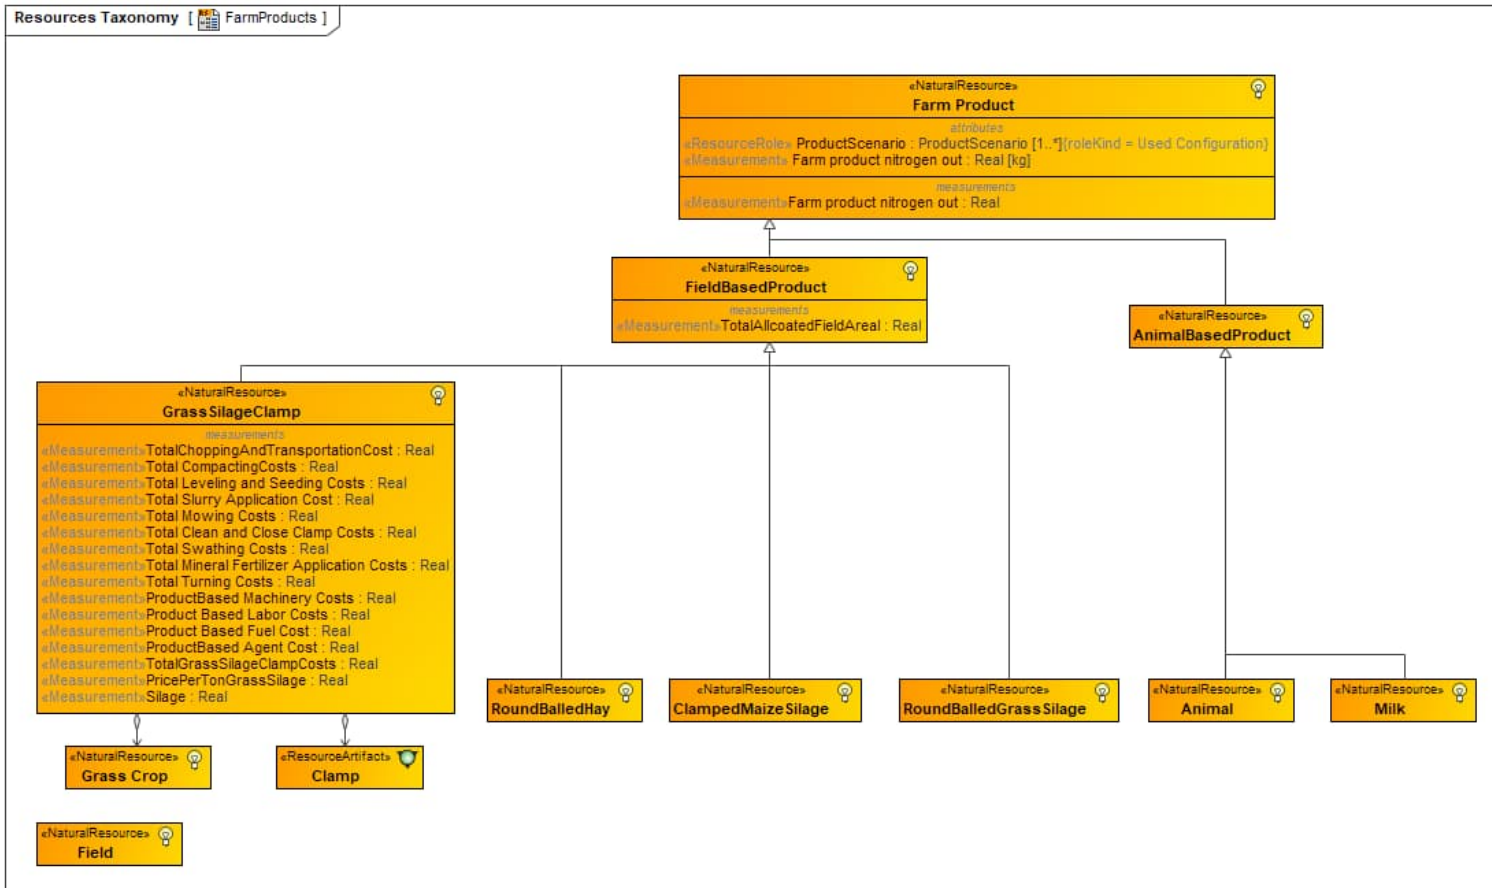 Resources Taxonomy [ FarmProducts ]
«NaturalResource»
Farm Product
attributes
«ResourceRole» ProductScenario : ProductScenario [1..*]{roleKind = Used Configuration}
«Measurement» Farm product nitrogen out : Real [kg]
measurements
«Measurement»Farm product nitrogen out : Real
«NaturalResource»
FieldBasedProduct
measurements
«Measurement»TotalAllcoatedFieldAreal : Real
«NaturalResource»
AnimalBasedProduct
«NaturalResource»
GrassSilageClamp
measurements
«Measurement»TotalChoppingAndTransportationCost : Real
«Measurement»Total CompactingCosts : Real
«Measurement»Total Leveling and Seeding Costs : Real
«Measurement»Total Slurry Application Cost : Real
«Measurement»Total Mowing Costs : Real
«Measurement»Total Clean and Close Clamp Costs : Real
«Measurement»Total Swathing Costs : Real
«Measurement»Total Mineral Fertilizer Application Costs : Real
«Measurement»Total Turning Costs : Real
«Measurement»ProductBased Machinery Costs : Real
«Measurement»Product Based Labor Costs : Real
«Measurement»Product Based Fuel Cost : Real
«Measurement»ProductBased Agent Cost : Real
«Measurement»TotalGrassSilageClampCosts : Real
«Measurement»PricePerTonGrassSilage : Real
«Measurement»Silage : Real
«NaturalResource»
RoundBalledHay
«NaturalResource»
ClampedMaizeSilage
«NaturalResource»
RoundBalledGrassSilage
«NaturalResource»
Animal
«NaturalResource»
Milk
«NaturalResource»
Grass Crop
«ResourceArtifact»
Clamp
«NaturalResource»
Field